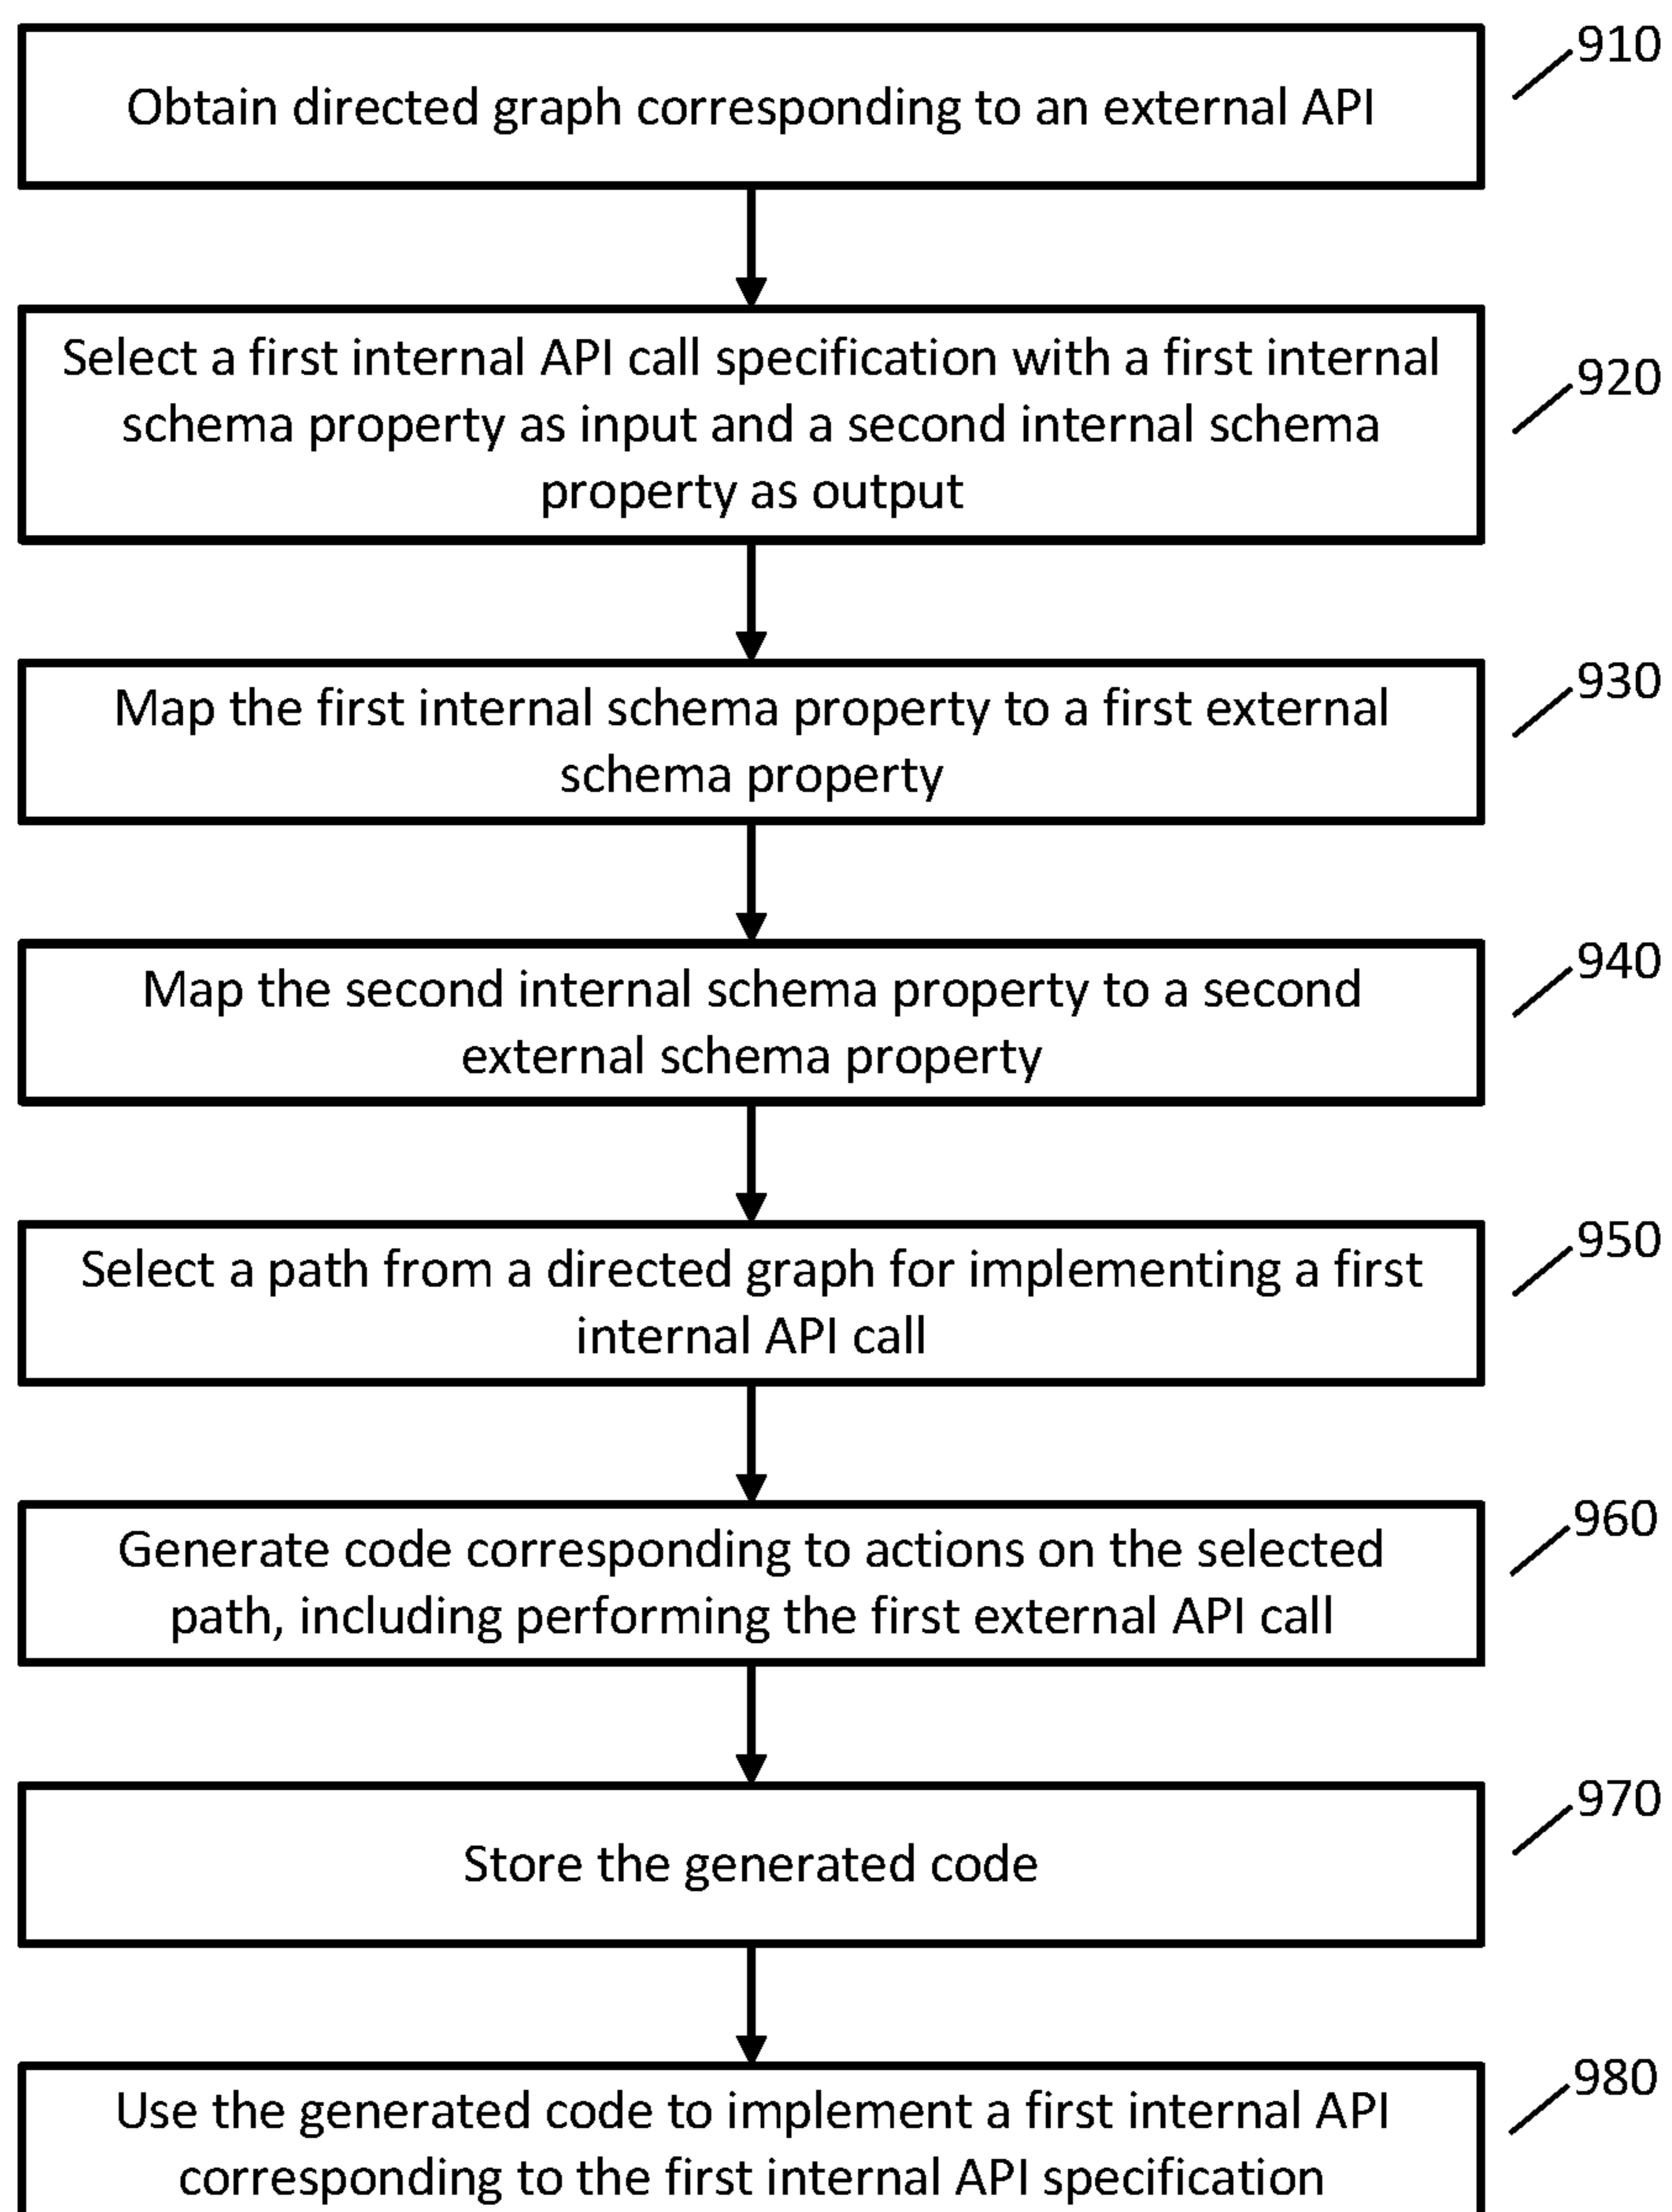 910
Obtain directed graph corresponding to an external API
Select a first internal API call specification with a first internal
920
schema property as input and a second internal schema
property as output
930
Map the first internal schema property to a first external
schema property
940
Map the second internal schema property to a second
external schema property
950
Select a path from a directed graph for implementing a first
internal API call
960
Generate code corresponding to actions on the selected
path, including performing the first external API call
970
Store the generated code
980
Use the generated code to implement a first internal API
corresponding to the first internal API specification